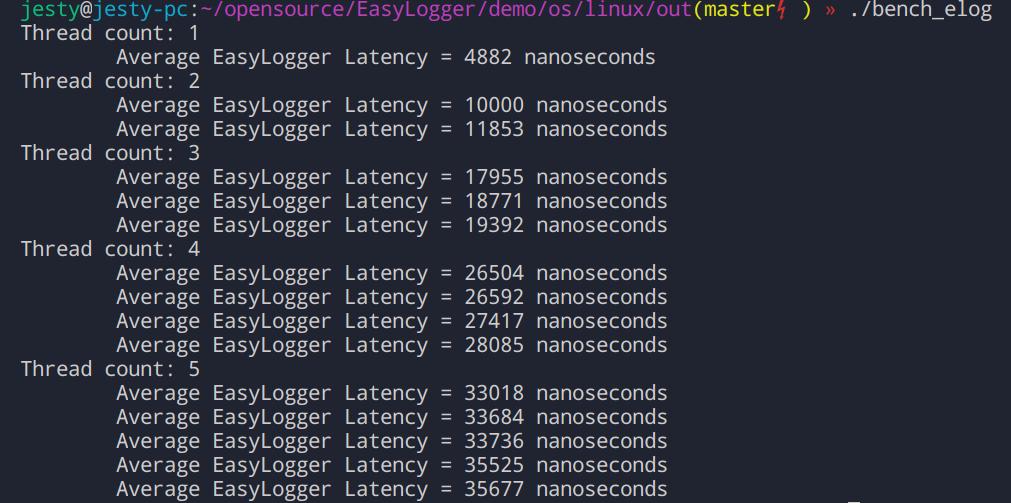 jesty@jesty-pc:~/opensource/EasyLogger/demo/os/linux/out(master⚡ ) » ./bench_elog
Thread count: 1
Average EasyLogger Latency = 4882 nanoseconds
Thread count: 2
Average EasyLogger Latency = 10000 nanoseconds
Average EasyLogger Latency = 11853 nanoseconds
Thread count: 3
Average EasyLogger Latency = 17955 nanoseconds
Average EasyLogger Latency = 18771 nanoseconds
Average EasyLogger Latency = 19392 nanoseconds
Thread count: 4
Average EasyLogger Latency = 26504 nanoseconds
Average EasyLogger Latency = 26592 nanoseconds
Average EasyLogger Latency = 27417 nanoseconds
Average EasyLogger Latency = 28085 nanoseconds
Thread count: 5
Average EasyLogger Latency = 33018 nanoseconds
Average EasyLogger Latency = 33684 nanoseconds
Average EasyLogger Latency = 33736 nanoseconds
Average EasyLogger Latency = 35525 nanoseconds
Average EasyLogger Latency = 35677 nanoseconds